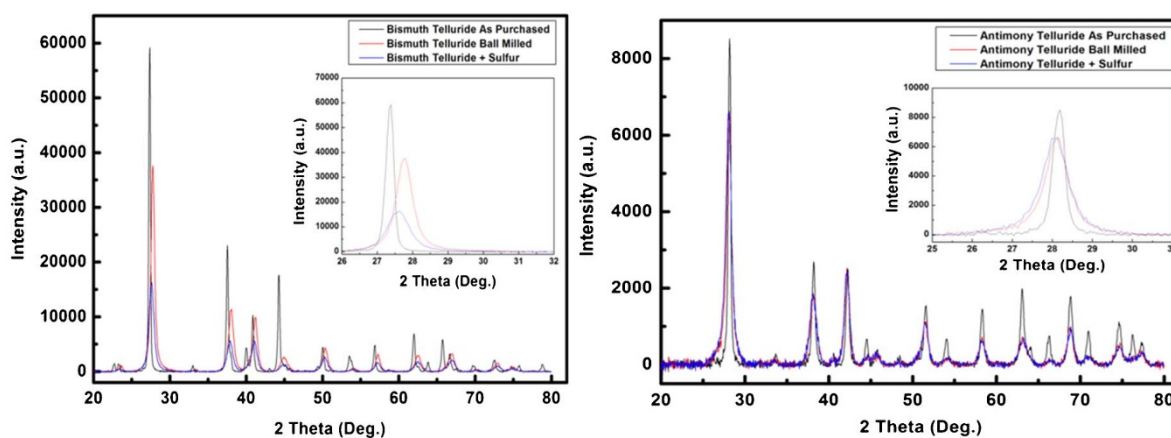 Bismuth Telluride As Purchased
Bismuth Telluride Ball Milled
Bismuth Telluride + Sulfur
60000
50000
40000
30000
20000
10000
0
Intensity (a.u.)
20 30 40 50 60 70 80
2 Theta (Deg.)
70000
60000
50000
40000
30000
20000
10000
0
Intensity (a.u.)
26 27 28 29 30 31 32
2 Theta (Deg.)
Antimony Telluride As Purchased
Antimony Telluride Ball Milled
Antimony Telluride + Sulfur
8000
6000
4000
2000
0
Intensity (a.u.)
20 30 40 50 60 70 80
2 Theta (Deg.)
10000
8000
6000
4000
2000
0
Intensity (a.u.)
25 26 27 28 29 30
2 Theta (Deg.)